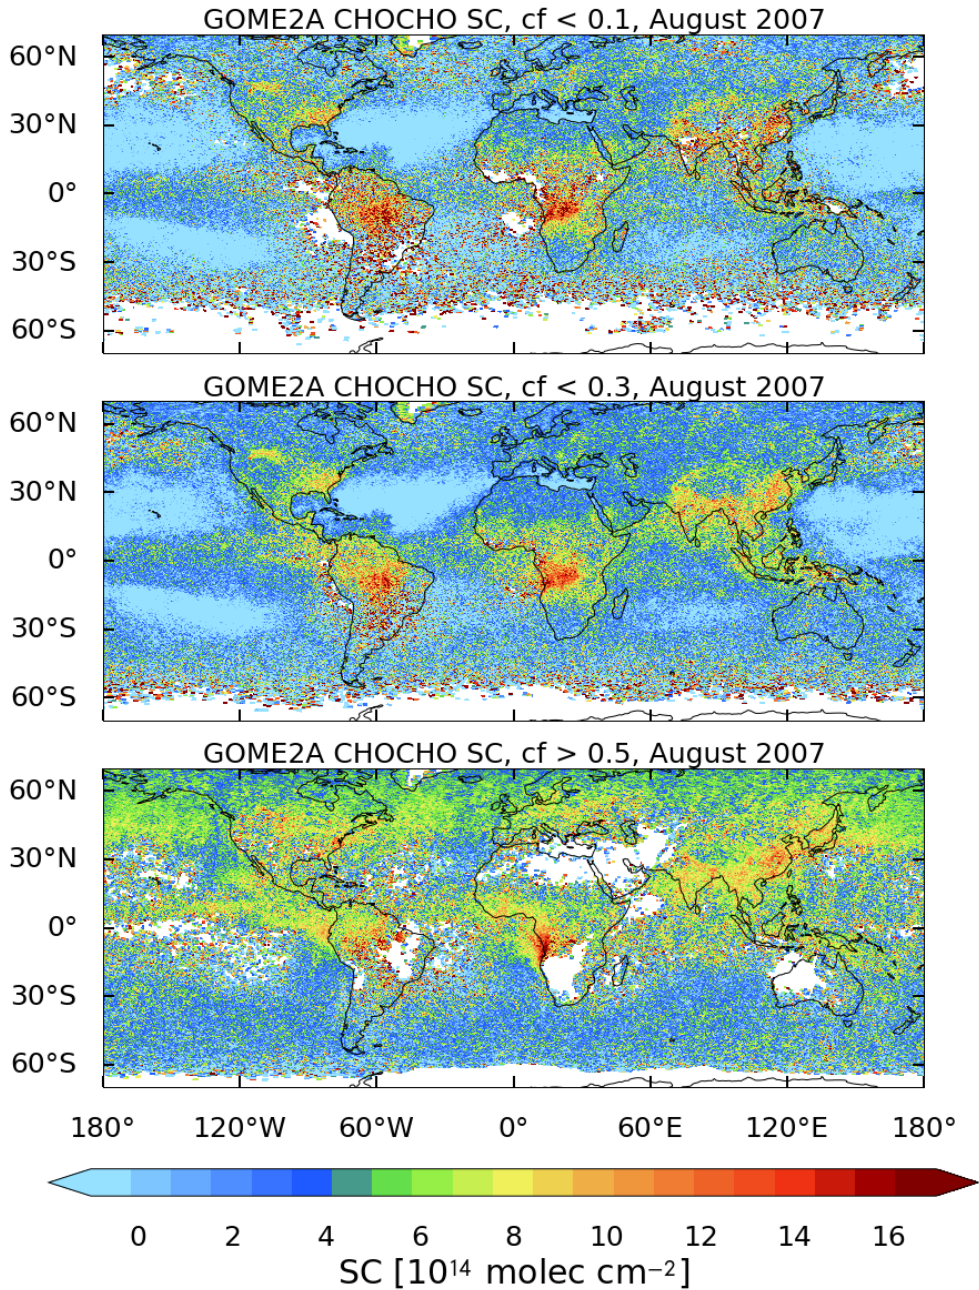 GOME2A CHOCHO SC, cf < 0.1, August 2007
60°N
30°N
0°
30°S
60°S
GOME2A CHOCHO SC, cf < 0.3, August 2007
60°N
30°N
0°
30°S
60°S
GOME2A CHOCHO SC, cf > 0.5, August 2007
60°N
30°N
0°
30°S
60°S
180° 120°W 60°W 0° 60°E 120°E 180°
0 2 4 6 8 10 12 14 16
SC [10¹⁴ molec cm⁻²]